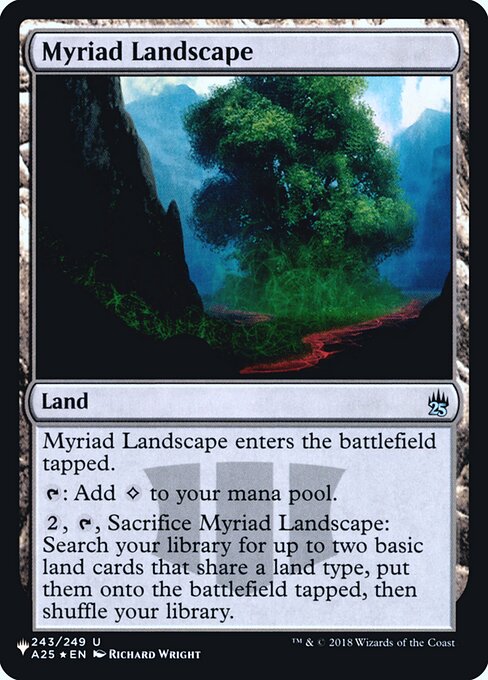 Myriad Landscape
Land
25
Myriad Landscape enters the battlefield
tapped.
: Add to your mana pool.
2, , Sacrifice Myriad Landscape:
Search your library for up to two basic
land cards that share a land type, put
them onto the battlefield tapped, then
shuffle your library.
243/249 U
A25 ★ EN Richard Wright
™ & © 2018 Wizards of the Coast